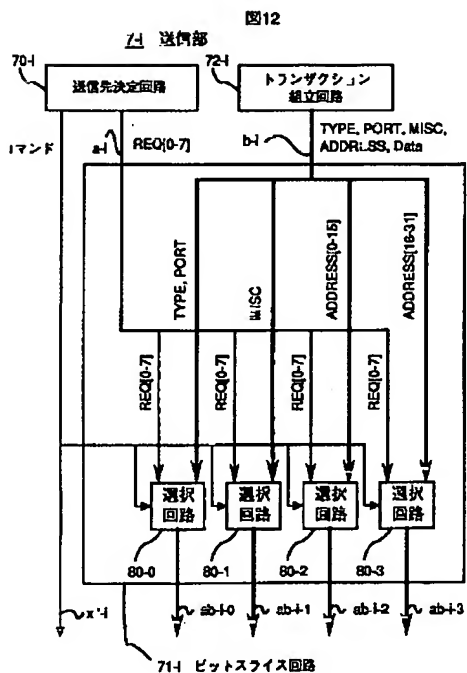 図12
7-i 送信部
70-i
72-i
送信先決定回路
トランザクション
組立回路
コマンド
a-i
REQ[0-7]
b-i
TYPE, PORT, MISC,
ADDRESS, Data
TYPE, PORT
MISC
ADDRESS[0-15]
ADDRESS[16-31]
REQ[0-7]
REQ[0-7]
REQ[0-7]
REQ[0-7]
選択
回路
選択
回路
選択
回路
選択
回路
80-0
80-1
80-2
80-3
x'-i
ab-i-0
ab-i-1
ab-i-2
ab-i-3
71-i ビットスライス回路